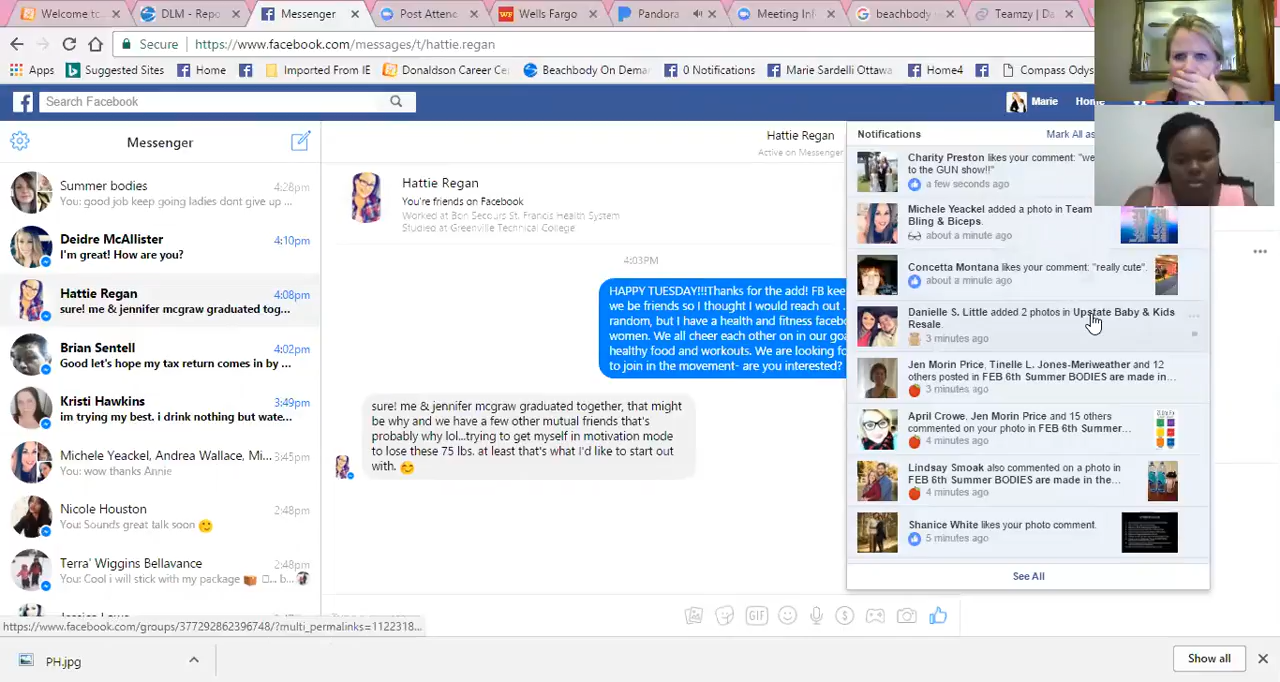 Welcome to
DLM - Repo
Messenger
Post Attenc
Wells Fargo
Pandora
Meeting In
beachbody
Teamzy | Da
Secure
https://www.facebook.com/messages/t/hattie.regan
Apps
Suggested Sites
Home
Imported From IE
Donaldson Career Ce
Beachbody On Dema
0 Notifications
Marie Sardelli Ottawa
Home4
Compass Odys
Search Facebook
Marie
Home
Messenger
Summer bodies
4:28pm
You: good job keep going ladies dont give up ...
Deidre McAllister
4:10pm
I'm great! How are you?
Hattie Regan
4:08pm
sure! me & jennifer mcgraw graduated tog...
Brian Sentell
4:02pm
Good let's hope my tax return comes in by ...
Kristi Hawkins
3:49pm
im trying my best. i drink nothing but wate...
Michele Yeackel, Andrea Wallace, Mi...
3:45pm
You: wow thanks Annie
Nicole Houston
2:48pm
You: Sounds great talk soon 🙂
Terra' Wiggins Bellavance
2:48pm
You: Cool i will stick with my package 📦 ... b...
https://www.facebook.com/groups/377292862396748/?multi_permalinks=1122318...
Hattie Regan
Active on Messenger
Hattie Regan
You're friends on Facebook
Worked at Bon Secours St. Francis Health System
Studied at Greenville Technical College
4:03PM
HAPPY TUESDAY!!!Thanks for the add! FB kee
we be friends so I thought I would reach out .
random, but I have a health and fitness facebo
women. We all cheer each other on in our goa
healthy food and workouts. We are looking fo
to join in the movement- are you interested?
sure! me & jennifer mcgraw graduated together, that might
be why and we have a few other mutual friends that's
probably why lol...trying to get myself in motivation mode
to lose these 75 lbs. at least that's what I'd like to start out
with. 😊
GIF
Notifications
Mark All as
Charity Preston likes your comment: "we
to the GUN show!!"
a few seconds ago
Michele Yeackel added a photo in Team
Bling & Biceps.
about a minute ago
Concetta Montana likes your comment: "really cute".
about a minute ago
Danielle S. Little added 2 photos in Upstate Baby & Kids
Resale.
3 minutes ago
Jen Morin Price, Tinelle L. Jones-Meriweather and 12
others posted in FEB 6th Summer BODIES are made in...
3 minutes ago
April Crowe, Jen Morin Price and 15 others
commented on your photo in FEB 6th Summer...
4 minutes ago
Lindsay Smoak also commented on a photo in
FEB 6th Summer BODIES are made in the...
4 minutes ago
Shanice White likes your photo comment.
5 minutes ago
See All
PH.jpg
Show all